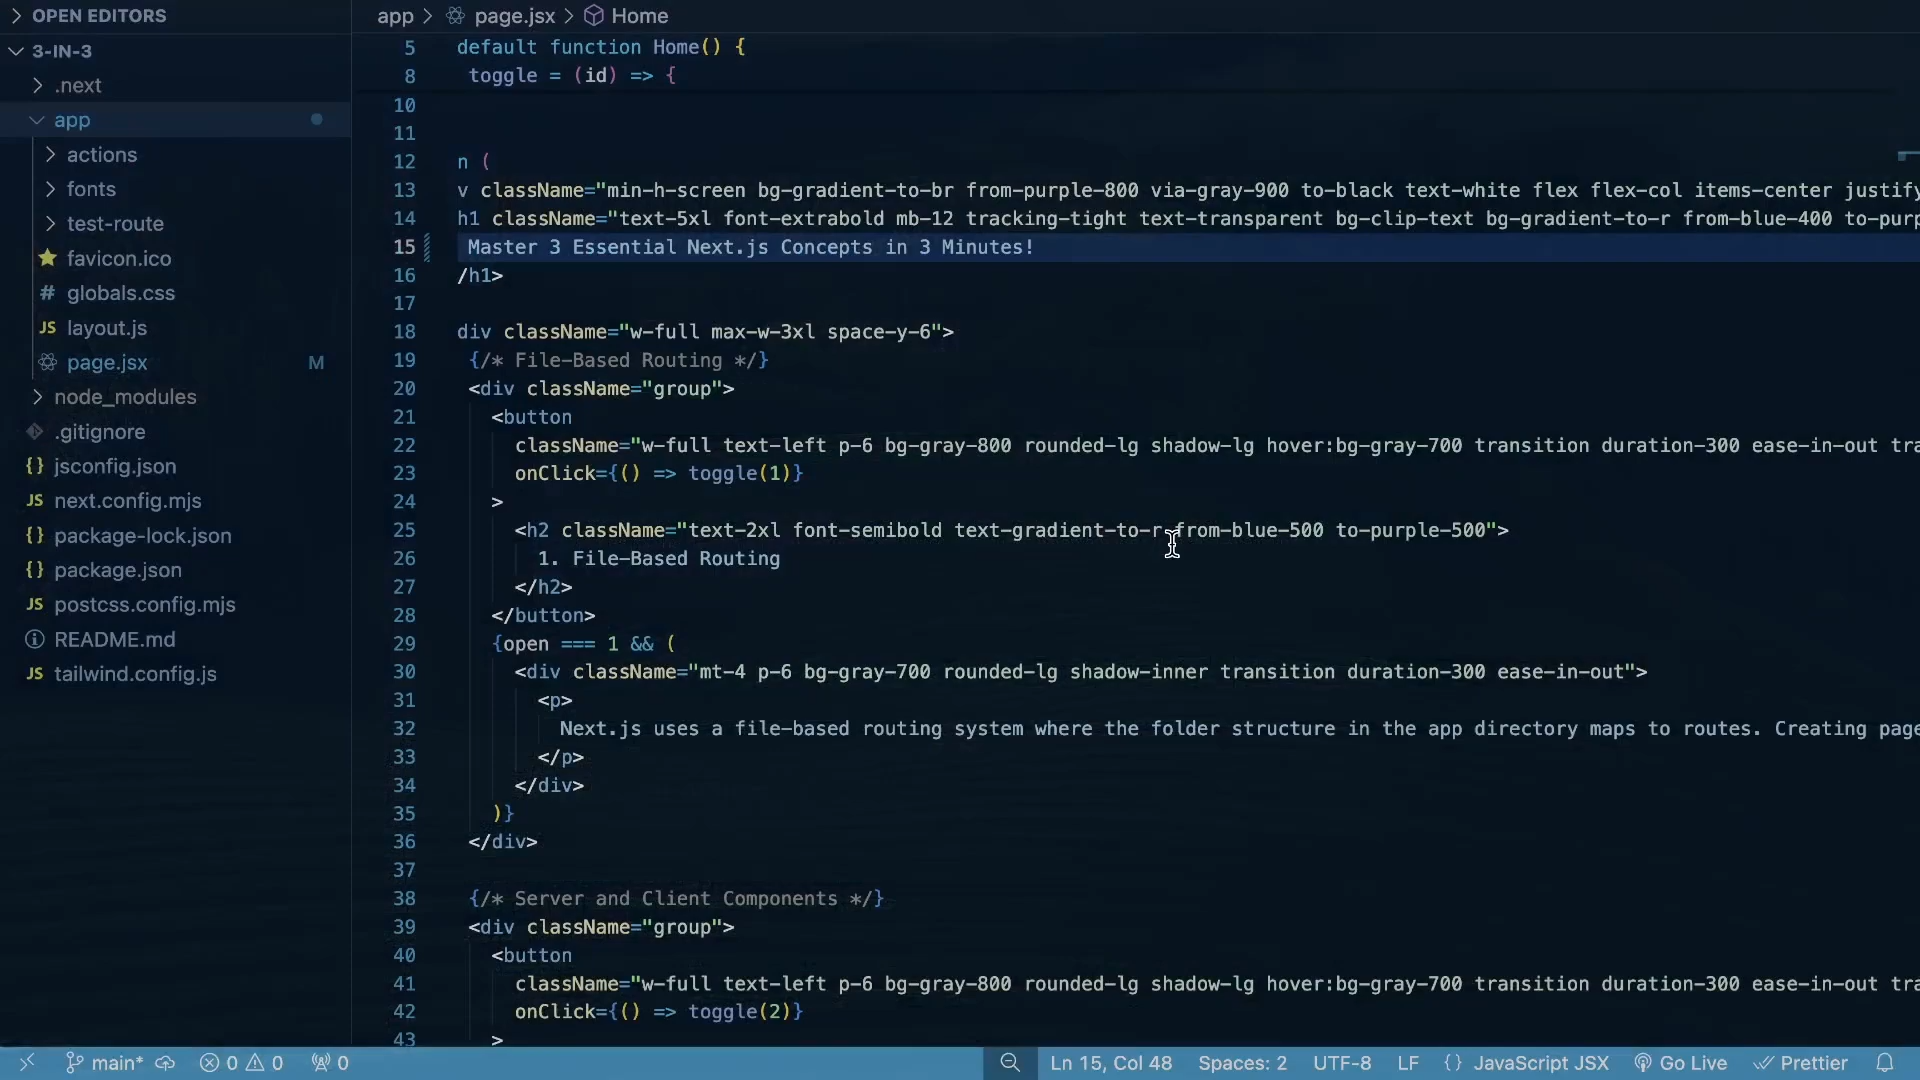 OPEN EDITORS
3-IN-3
.next
app
actions
fonts
test-route
favicon.ico
# globals.css
JS layout.js
page.jsx M
node_modules
.gitignore
{} jsconfig.json
JS next.config.mjs
{} package-lock.json
{} package.json
JS postcss.config.mjs
README.md
JS tailwind.config.js
app > page.jsx > Home
5 default function Home() {
8 toggle = (id) => {
10
11
12 n (
13 v className="min-h-screen bg-gradient-to-br from-purple-800 via-gray-900 to-black text-white flex flex-col items-center justify
14 h1 className="text-5xl font-extrabold mb-12 tracking-tight text-transparent bg-clip-text bg-gradient-to-r from-blue-400 to-purp
15 Master 3 Essential Next.js Concepts in 3 Minutes!
16 /h1>
17
18 div className="w-full max-w-3xl space-y-6">
19 {/* File-Based Routing */}
20 <div className="group">
21 <button
22 className="w-full text-left p-6 bg-gray-800 rounded-lg shadow-lg hover:bg-gray-700 transition duration-300 ease-in-out tra
23 onClick={() => toggle(1)}
24 >
25 <h2 className="text-2xl font-semibold text-gradient-to-r from-blue-500 to-purple-500">
26 1. File-Based Routing
27 </h2>
28 </button>
29 {open === 1 && (
30 <div className="mt-4 p-6 bg-gray-700 rounded-lg shadow-inner transition duration-300 ease-in-out">
31 <p>
32 Next.js uses a file-based routing system where the folder structure in the app directory maps to routes. Creating page
33 </p>
34 </div>
35 )}
36 </div>
37
38 {/* Server and Client Components */}
39 <div className="group">
40 <button
41 className="w-full text-left p-6 bg-gray-800 rounded-lg shadow-lg hover:bg-gray-700 transition duration-300 ease-in-out tra
42 onClick={() => toggle(2)}
43 >
main* 0 0 0 Ln 15, Col 48 Spaces: 2 UTF-8 LF {} JavaScript JSX Go Live Prettier